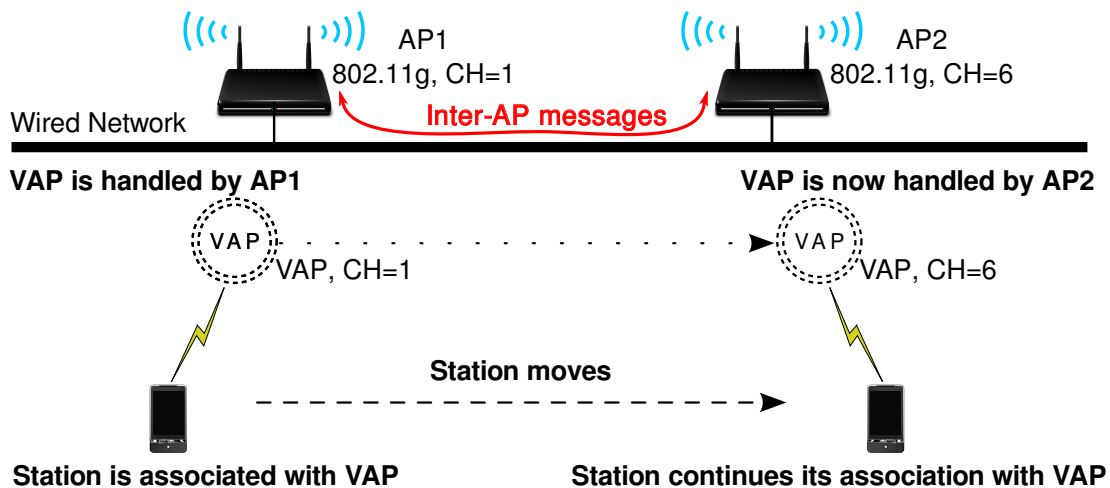 AP1
802.11g, CH=1
AP2
802.11g, CH=6
Inter-AP messages
Wired Network
VAP is handled by AP1
VAP is now handled by AP2
VAP
VAP
VAP, CH=1
VAP, CH=6
Station moves
Station is associated with VAP
Station continues its association with VAP